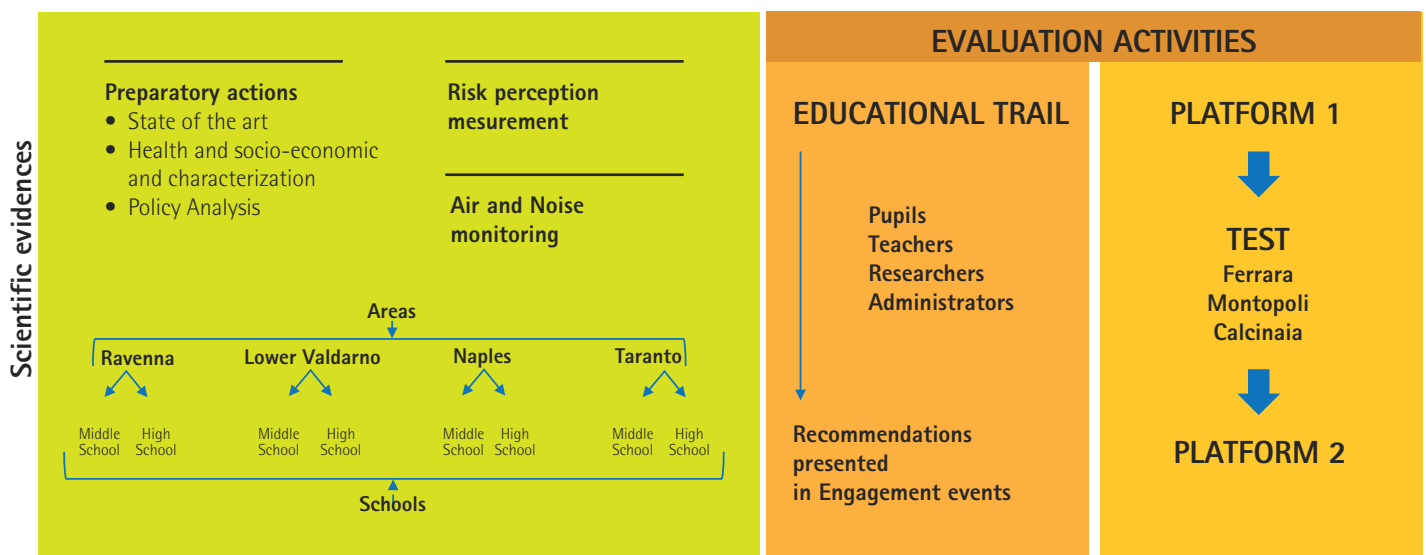 Scientific evidences
Preparatory actions
• State of the art
• Health and socio-economic
and characterization
• Policy Analysis
Risk perception
mesurement
Air and Noise
monitoring
Areas
Ravenna
Lower Valdarno
Naples
Taranto
Middle
School
High
School
Middle
School
High
School
Middle
School
High
School
Middle
School
High
School
Schools
EVALUATION ACTIVITIES
EDUCATIONAL TRAIL
Pupils
Teachers
Researchers
Administrators
Recommendations
presented
in Engagement events
PLATFORM 1
TEST
Ferrara
Montopoli
Calcinaia
PLATFORM 2